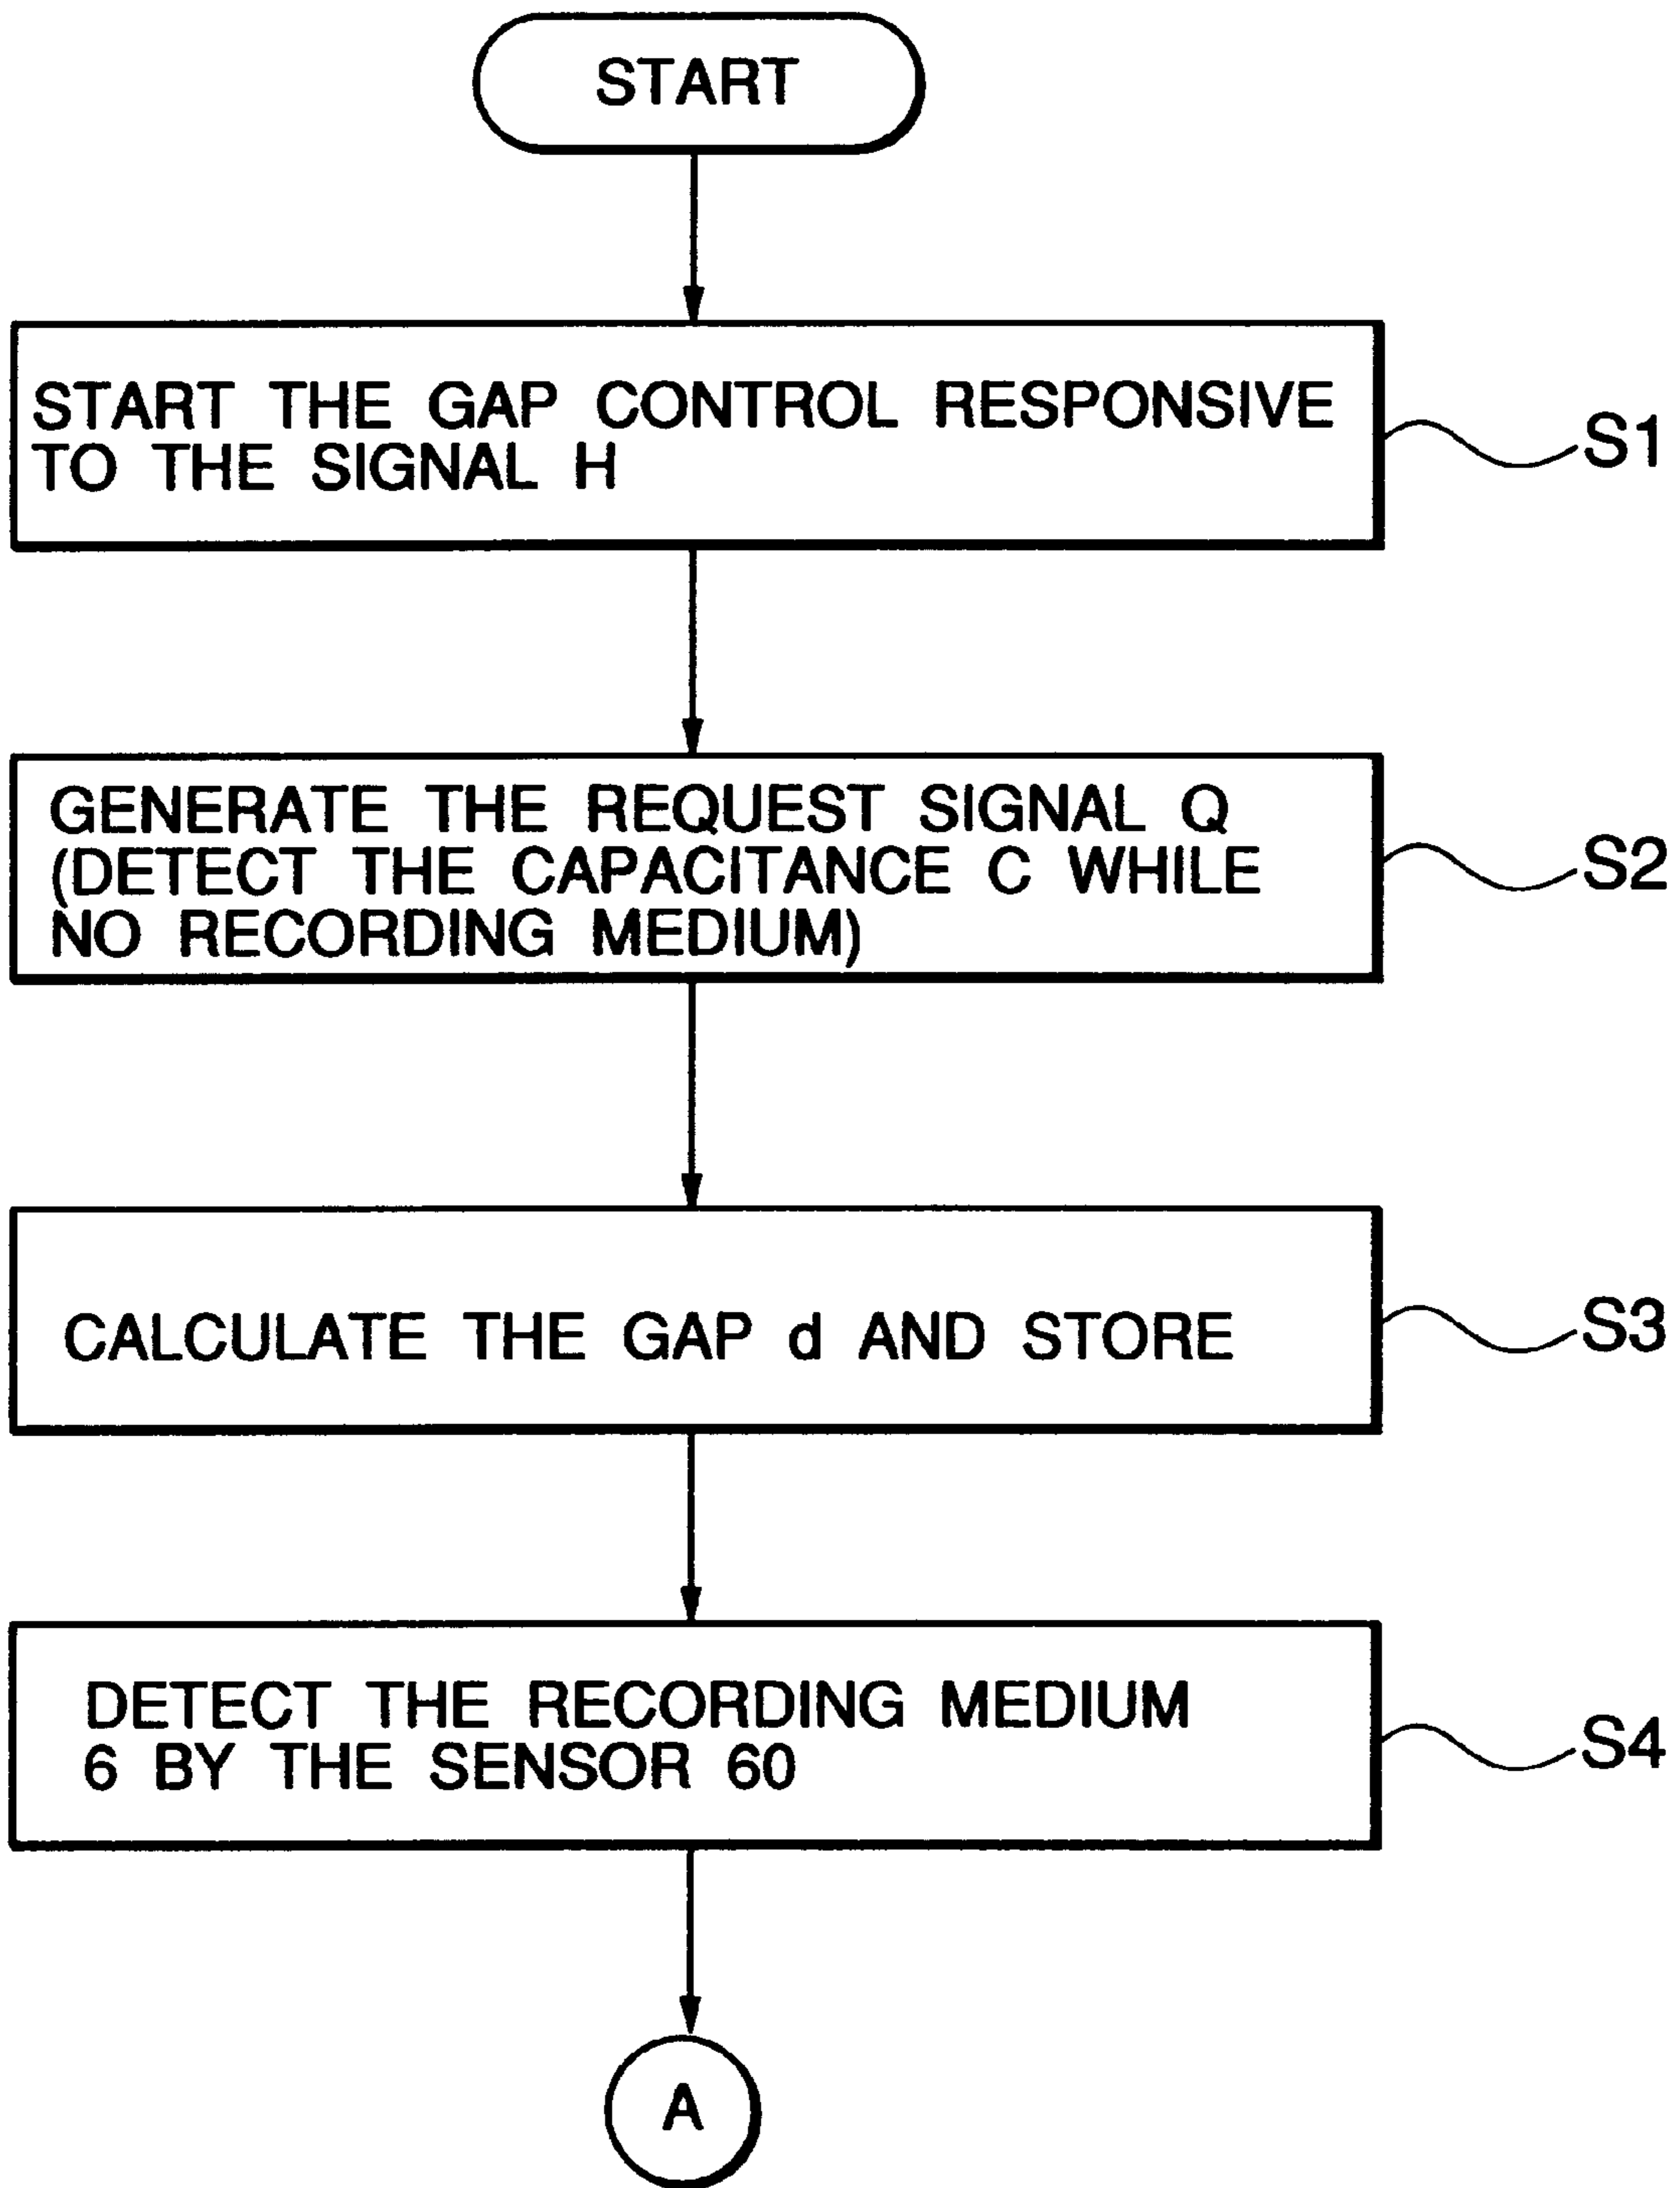 START
START THE GAP CONTROL RESPONSIVE
TO THE SIGNAL H
S1
GENERATE THE REQUEST SIGNAL Q
(DETECT THE CAPACITANCE C WHILE
NO RECORDING MEDIUM)
S2
CALCULATE THE GAP d AND STORE
S3
DETECT THE RECORDING MEDIUM
6 BY THE SENSOR 60
S4
A